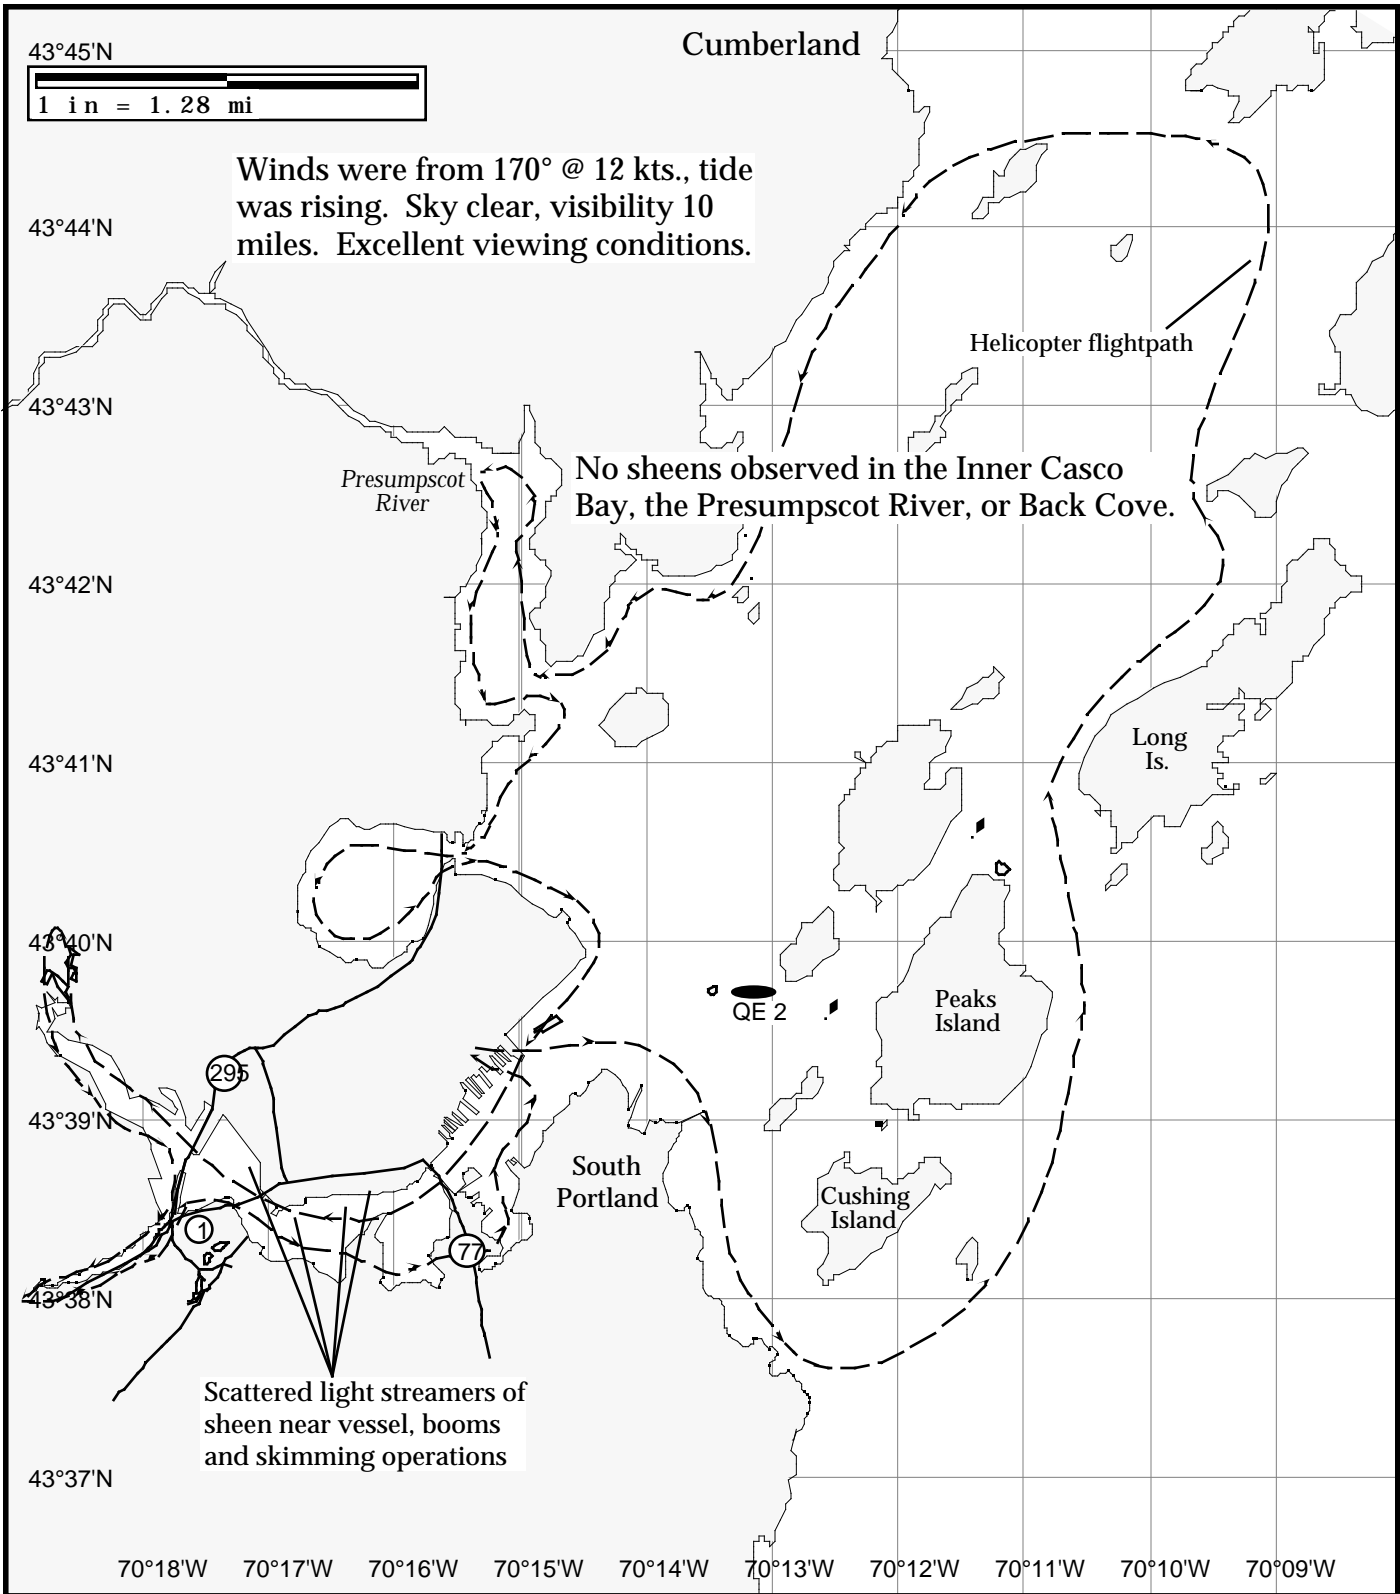 Cumberland
43°45'N
1 in = 1.28 mi
Winds were from 170° @ 12 kts., tide
was rising. Sky clear, visibility 10
miles. Excellent viewing conditions.
43°44'N
Helicopter flightpath
43°43'N
Presumpscot
River
No sheens observed in the Inner Casco
Bay, the Presumpscot River, or Back Cove.
43°42'N
Long
Is.
43°41'N
43°40'N
QE 2
Peaks
Island
295
43°39'N
South
Portland
Cushing
Island
1
77
43°38'N
Scattered light streamers of
sheen near vessel, booms
and skimming operations
43°37'N
70°18'W 70°17'W 70°16'W 70°15'W 70°14'W 70°13'W 70°12'W 70°11'W 70°10'W 70°09'W